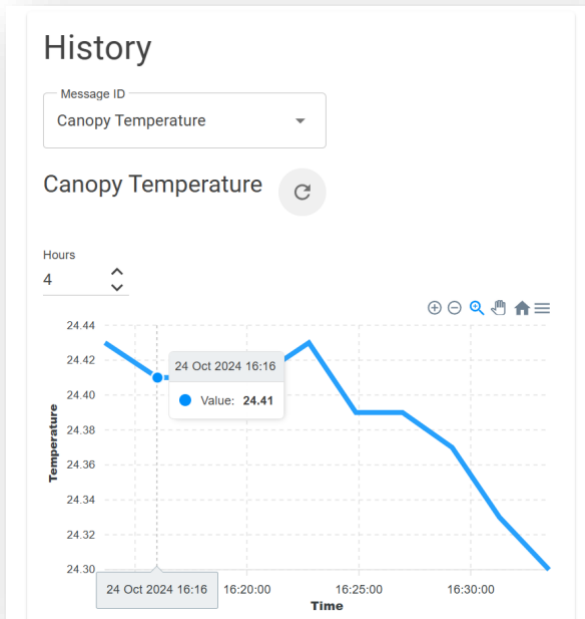 History
Message ID
Canopy Temperature
Canopy Temperature
Hours
4
24.44
24.42
24.40
24.38
24.36
24.34
24.32
24.30
Temperature
24 Oct 2024 16:16
Value: 24.41
24 Oct 2024 16:16
16:20:00
16:25:00
16:30:00
Time